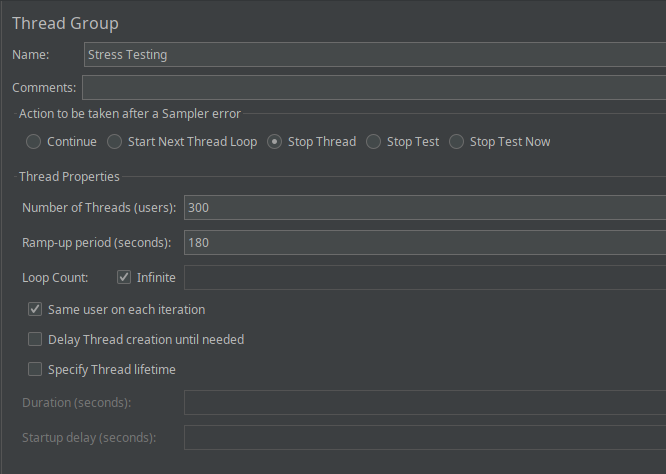 Thread Group
Name: Stress Testing
Comments:
Action to be taken after a Sampler error
Continue Start Next Thread Loop Stop Thread Stop Test Stop Test Now
Thread Properties
Number of Threads (users): 300
Ramp-up period (seconds): 180
Loop Count: Infinite
Same user on each iteration
Delay Thread creation until needed
Specify Thread lifetime
Duration (seconds):
Startup delay (seconds):